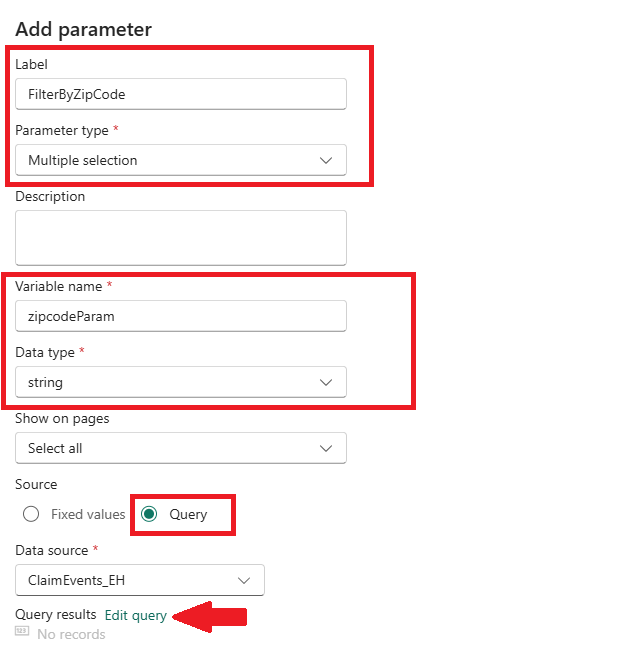 Add parameter
Label
FilterByZipCode
Parameter type *
Multiple selection
Description
Variable name *
zipcodeParam
Data type *
string
Show on pages
Select all
Source
Fixed values Query
Data source *
ClaimEvents_EH
Query results Edit query
No records